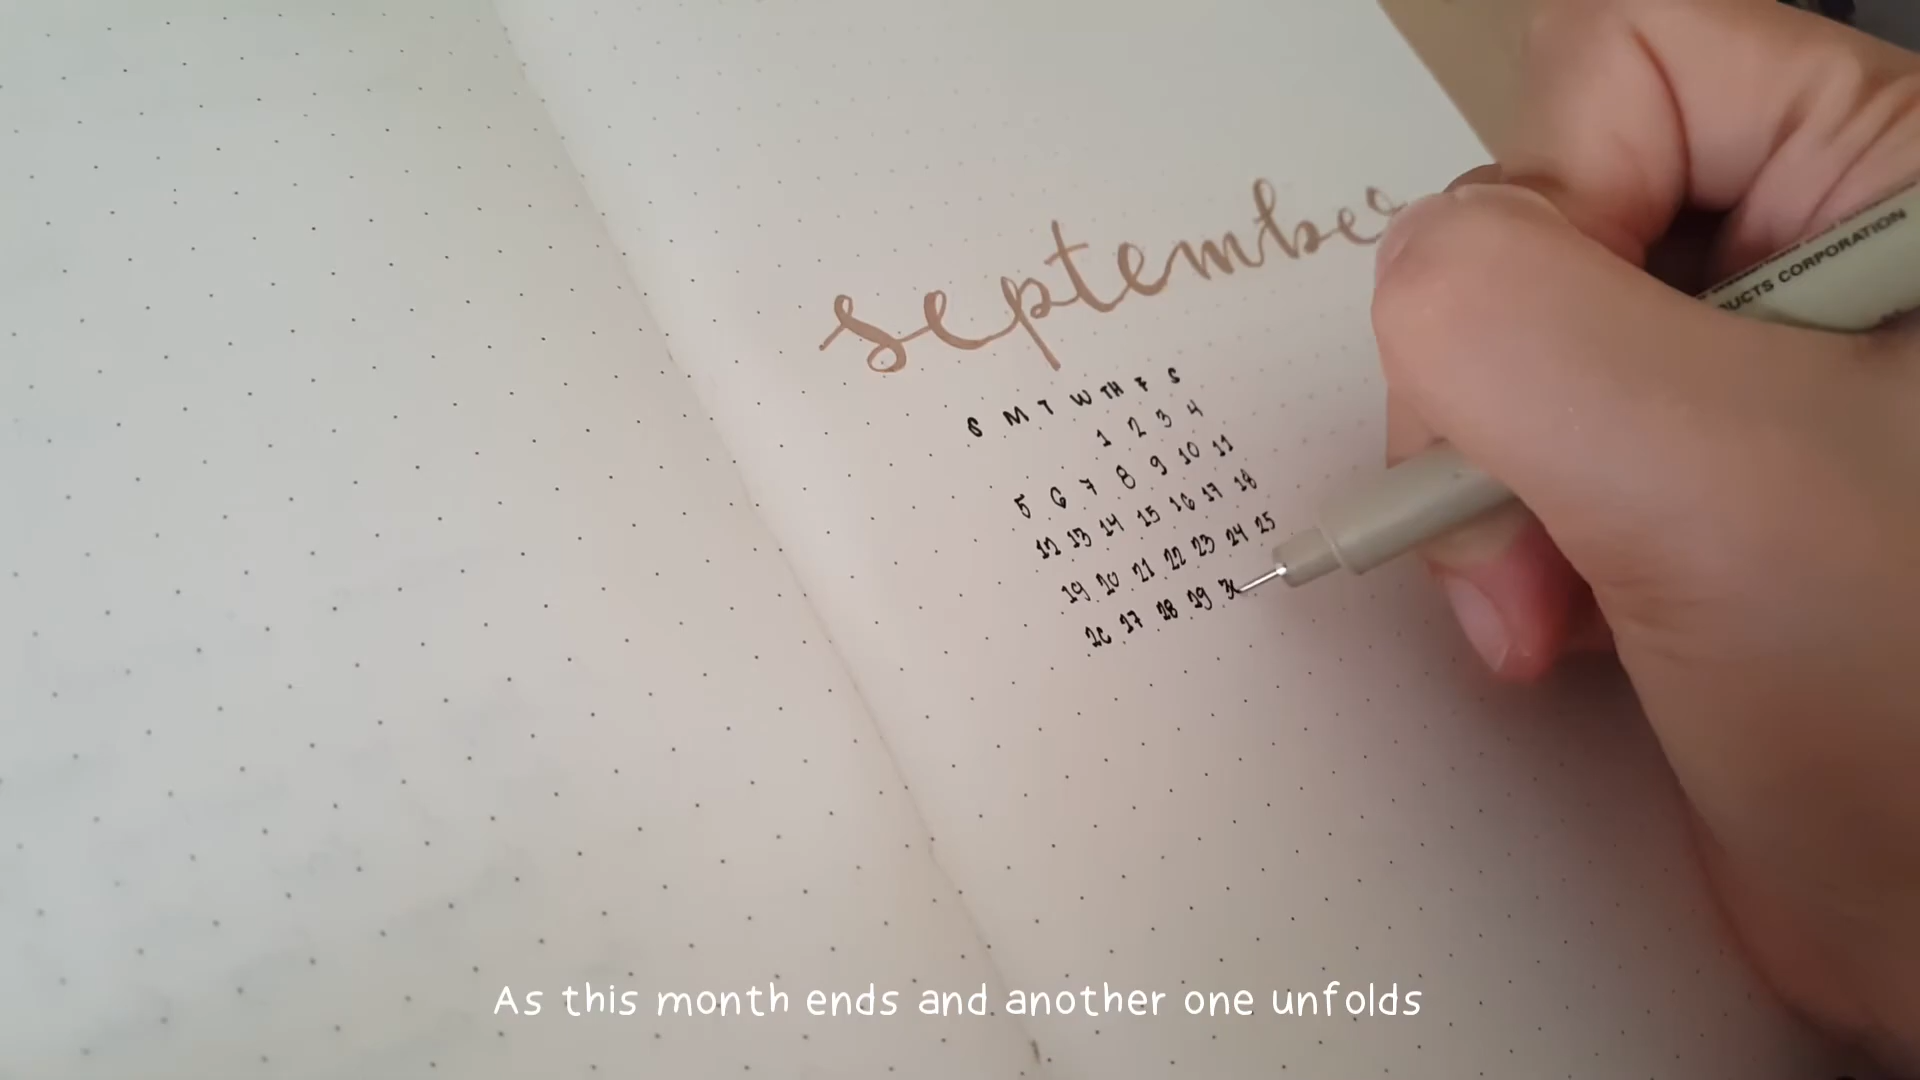 september
S M T W TH F S
1 2 3 4
5 6 7 8 9 10 11
12 13 14 15 16 17 18
19 20 21 22 23 24 25
26 27 28 29 30
UCTS CORPORATION
As this month ends and another one unfolds